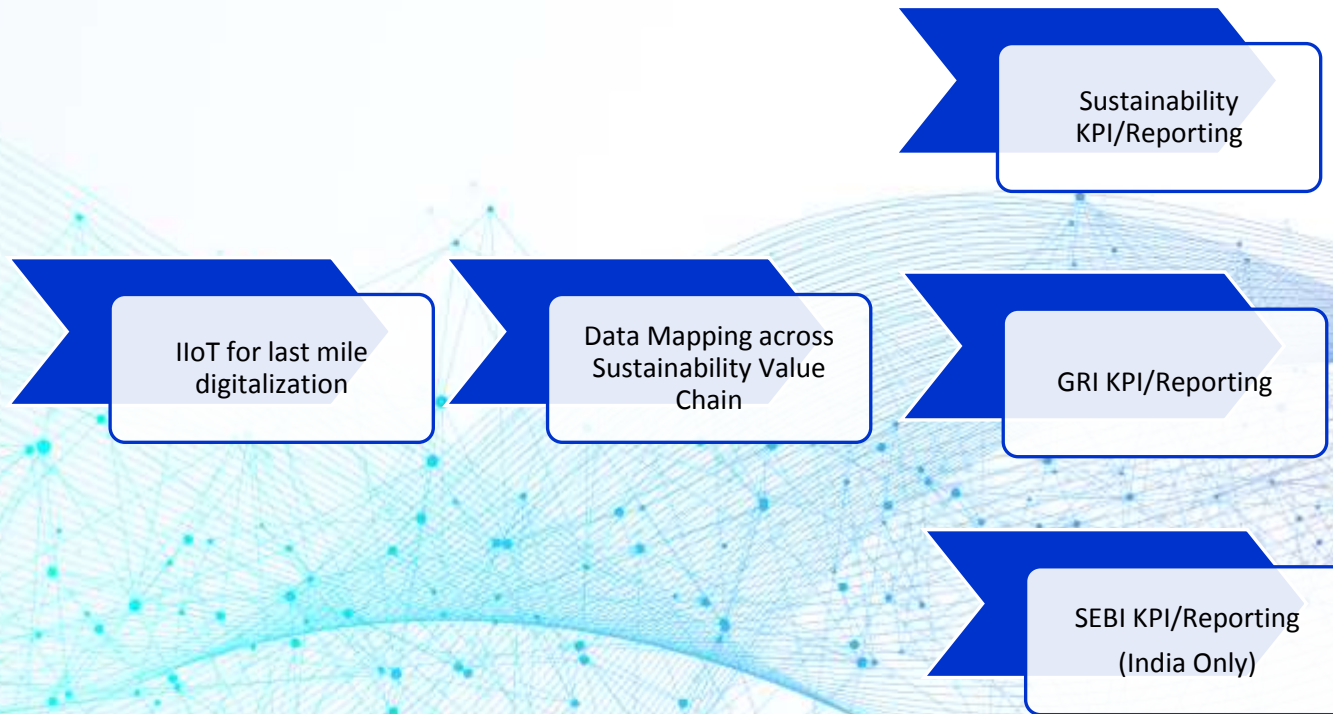 Sustainability
KPI/Reporting
IIoT for last mile
digitalization
Data Mapping across
Sustainability Value
Chain
GRI KPI/Reporting
SEBI KPI/Reporting
(India Only)